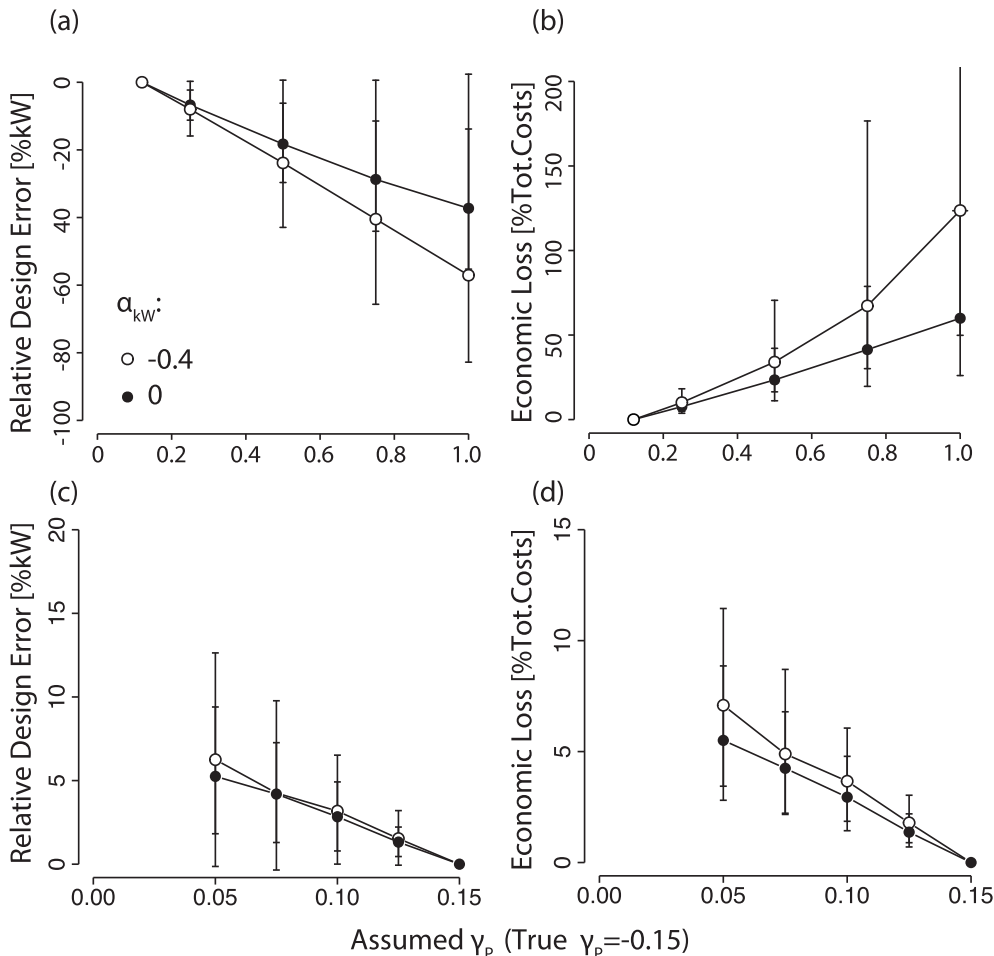 (a)
Relative Design Error [%kW]
0
-20
-40
-60
-80
-100
α_kW:
-0.4
0
0 0.2 0.4 0.6 0.8 1.0
(b)
Economic Loss [%Tot.Costs]
200
150
100
50
0
0 0.2 0.4 0.6 0.8 1.0
(c)
Relative Design Error [%kW]
20
15
10
5
0
0.00 0.05 0.10 0.15
(d)
Economic Loss [%Tot.Costs]
15
10
5
0
0.00 0.05 0.10 0.15
Assumed γ_P (True γ_P=-0.15)